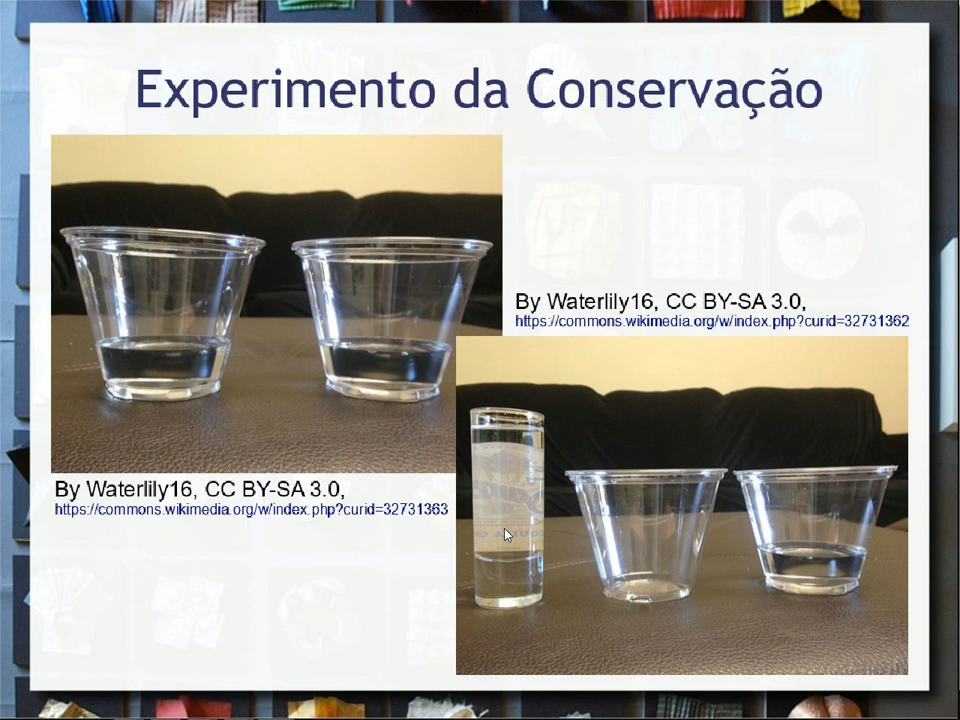 Experimento da Conservação
By Waterlily16, CC BY-SA 3.0,
https://commons.wikimedia.org/w/index.php?curid=32731362
By Waterlily16, CC BY-SA 3.0,
https://commons.wikimedia.org/w/index.php?curid=32731363